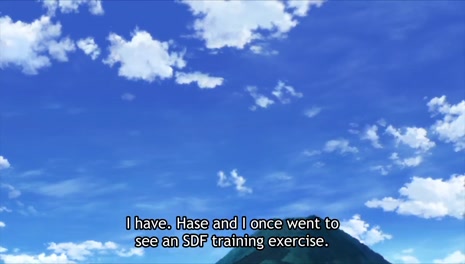 I have. Hase and I once went to
see an SDF training exercise.